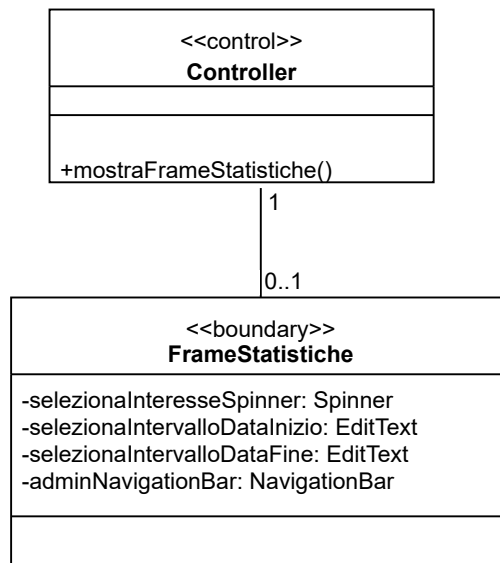 <<control>>
Controller
+mostraFrameStatistiche()
1
0..1
<<boundary>>
FrameStatistiche
-selezionaInteresseSpinner: Spinner
-selezionaIntervalloDataInizio: EditText
-selezionaIntervalloDataFine: EditText
-adminNavigationBar: NavigationBar